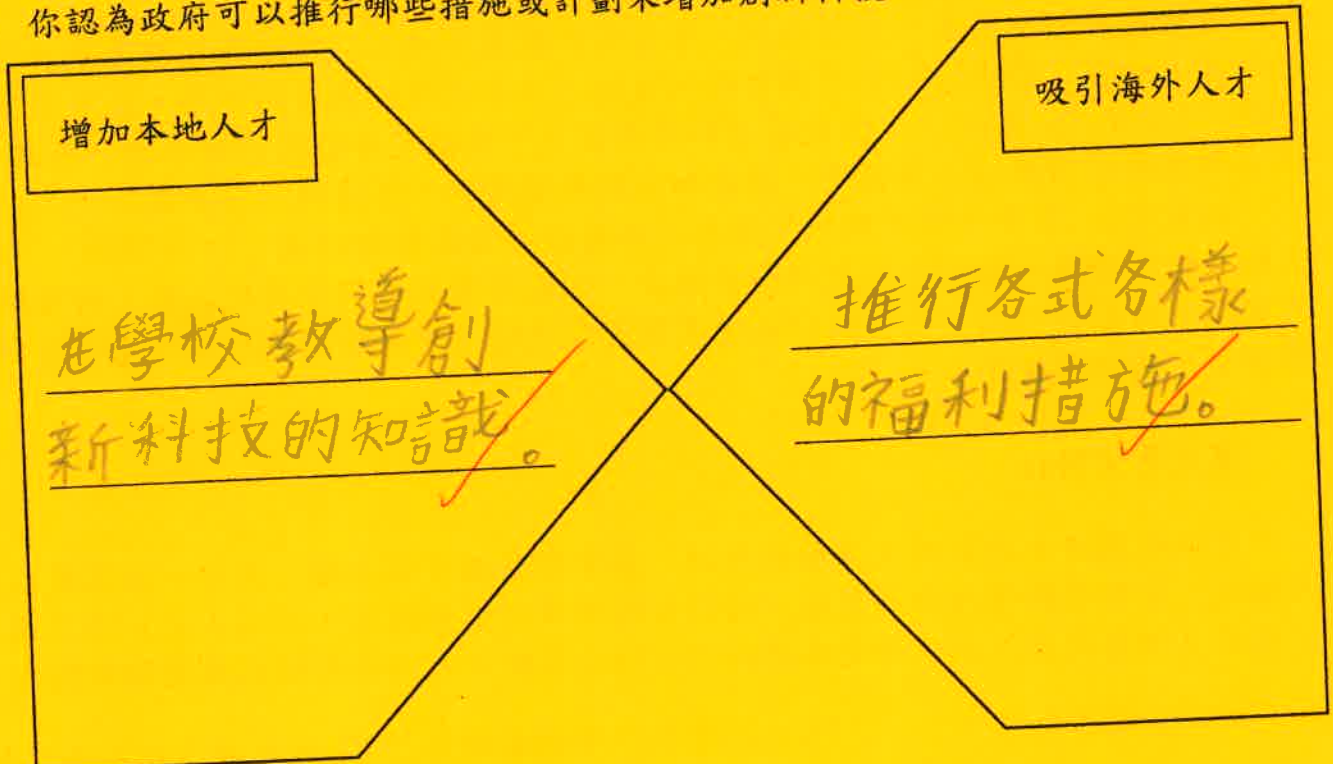 你認為政府可以推行哪些措施或計劃來增加創新
增加本地人才
在學校教導創
新科技的知識。
吸引海外人才
推行各式各樣
的福利措施。